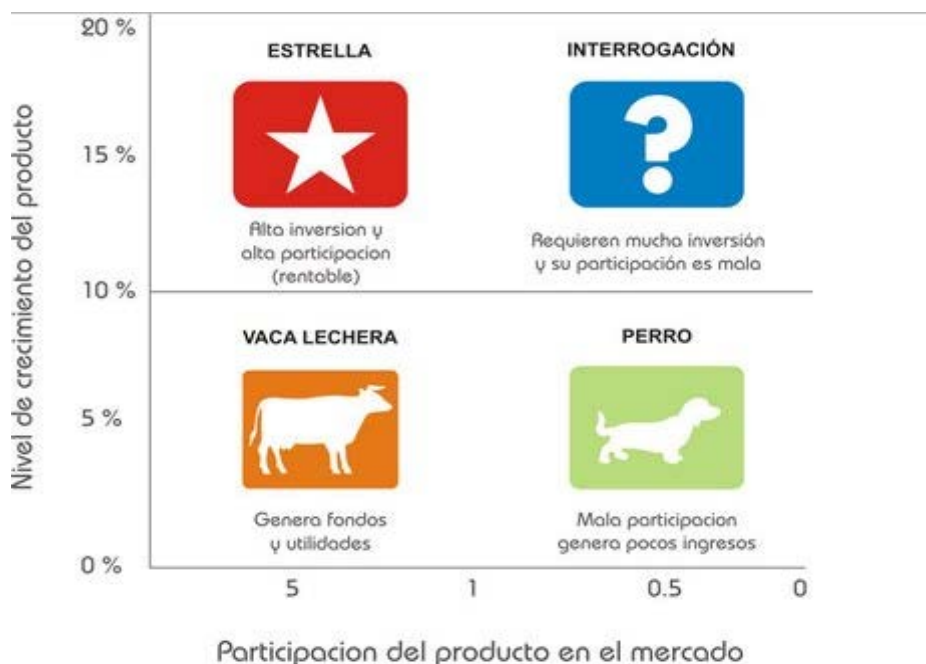 20 %
ESTRELLA
INTERROGACIÓN
?
15 %
Alta inversion y
alta participacion
(rentable)
Requieren mucha inversión
y su participación es mala
10 %
VACA LECHERA
PERRO
5 %
Genera fondos
y utilidades
Mala participacion
genera pocos ingresos
0 %
5
1
0.5
0
Participacion del producto en el mercado
Nivel de crecimiento del producto